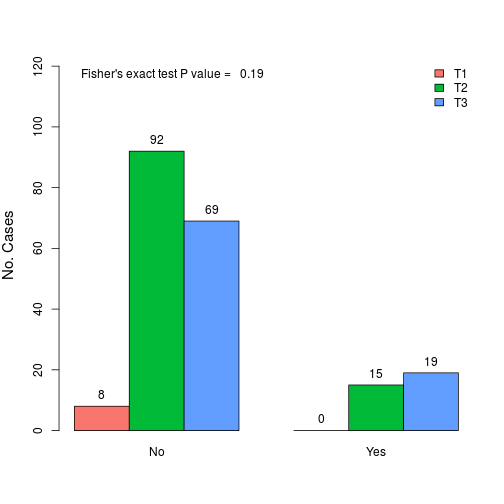 Fisher's exact test P value = 0.19
T1
T2
T3
No. Cases
120
100
80
60
40
20
0
8
92
69
0
15
19
No
Yes